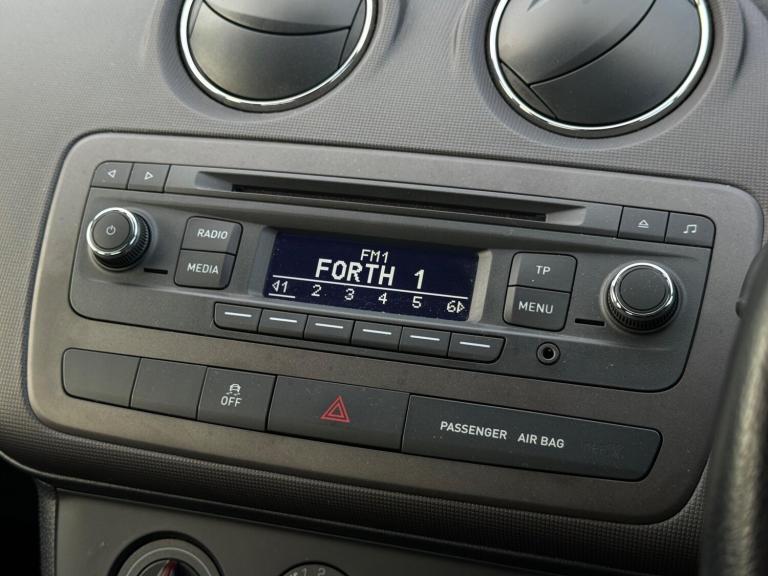 RADIO
MEDIA
FM1
FORTH 1
1 2 3 4 5 6
TP
MENU
OFF
PASSENGER AIR BAG